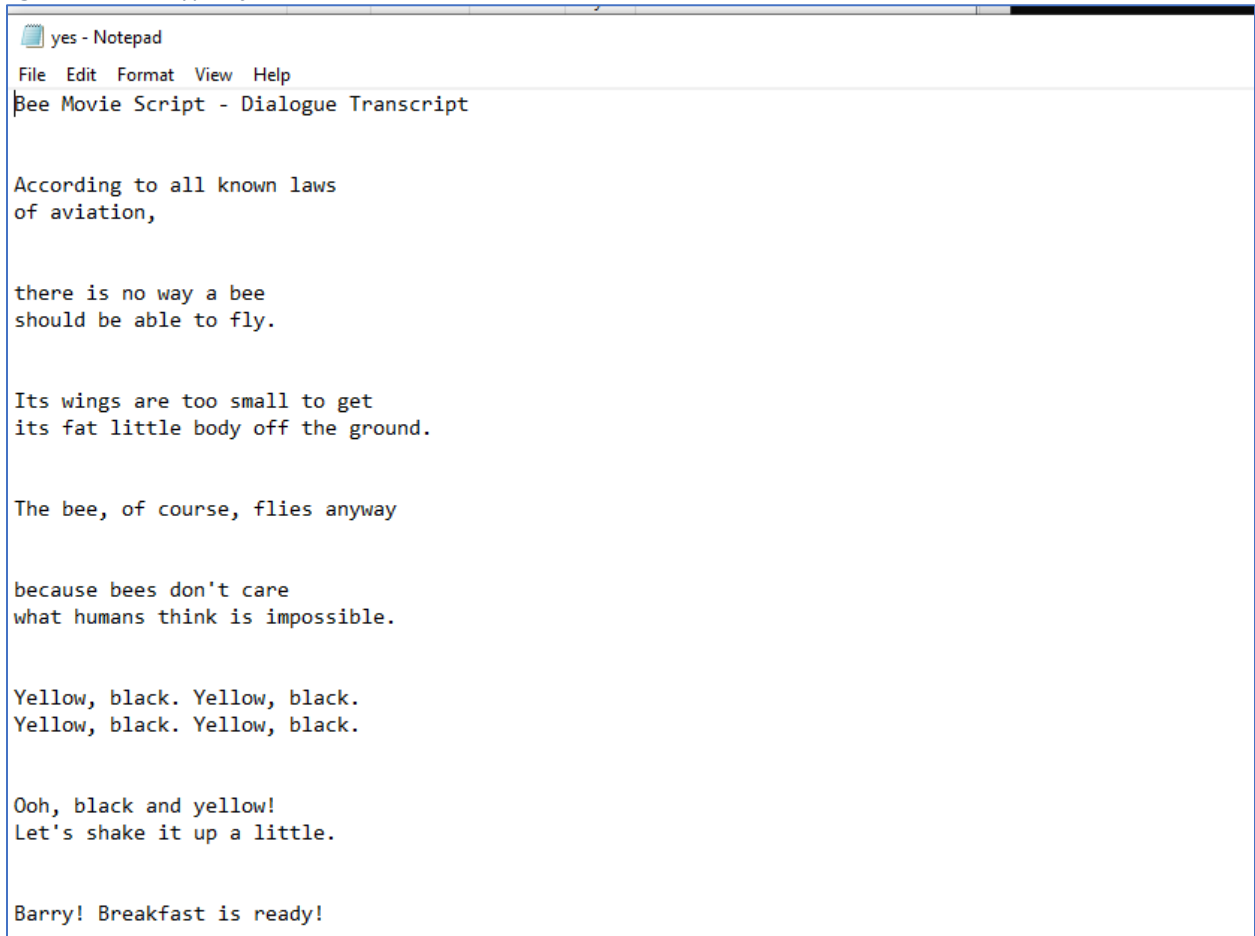 yes - Notepad
File Edit Format View Help
Bee Movie Script - Dialogue Transcript
According to all known laws
of aviation,
there is no way a bee
should be able to fly.
Its wings are too small to get
its fat little body off the ground.
The bee, of course, flies anyway
because bees don't care
what humans think is impossible.
Yellow, black. Yellow, black.
Yellow, black. Yellow, black.
Ooh, black and yellow!
Let's shake it up a little.
Barry! Breakfast is ready!